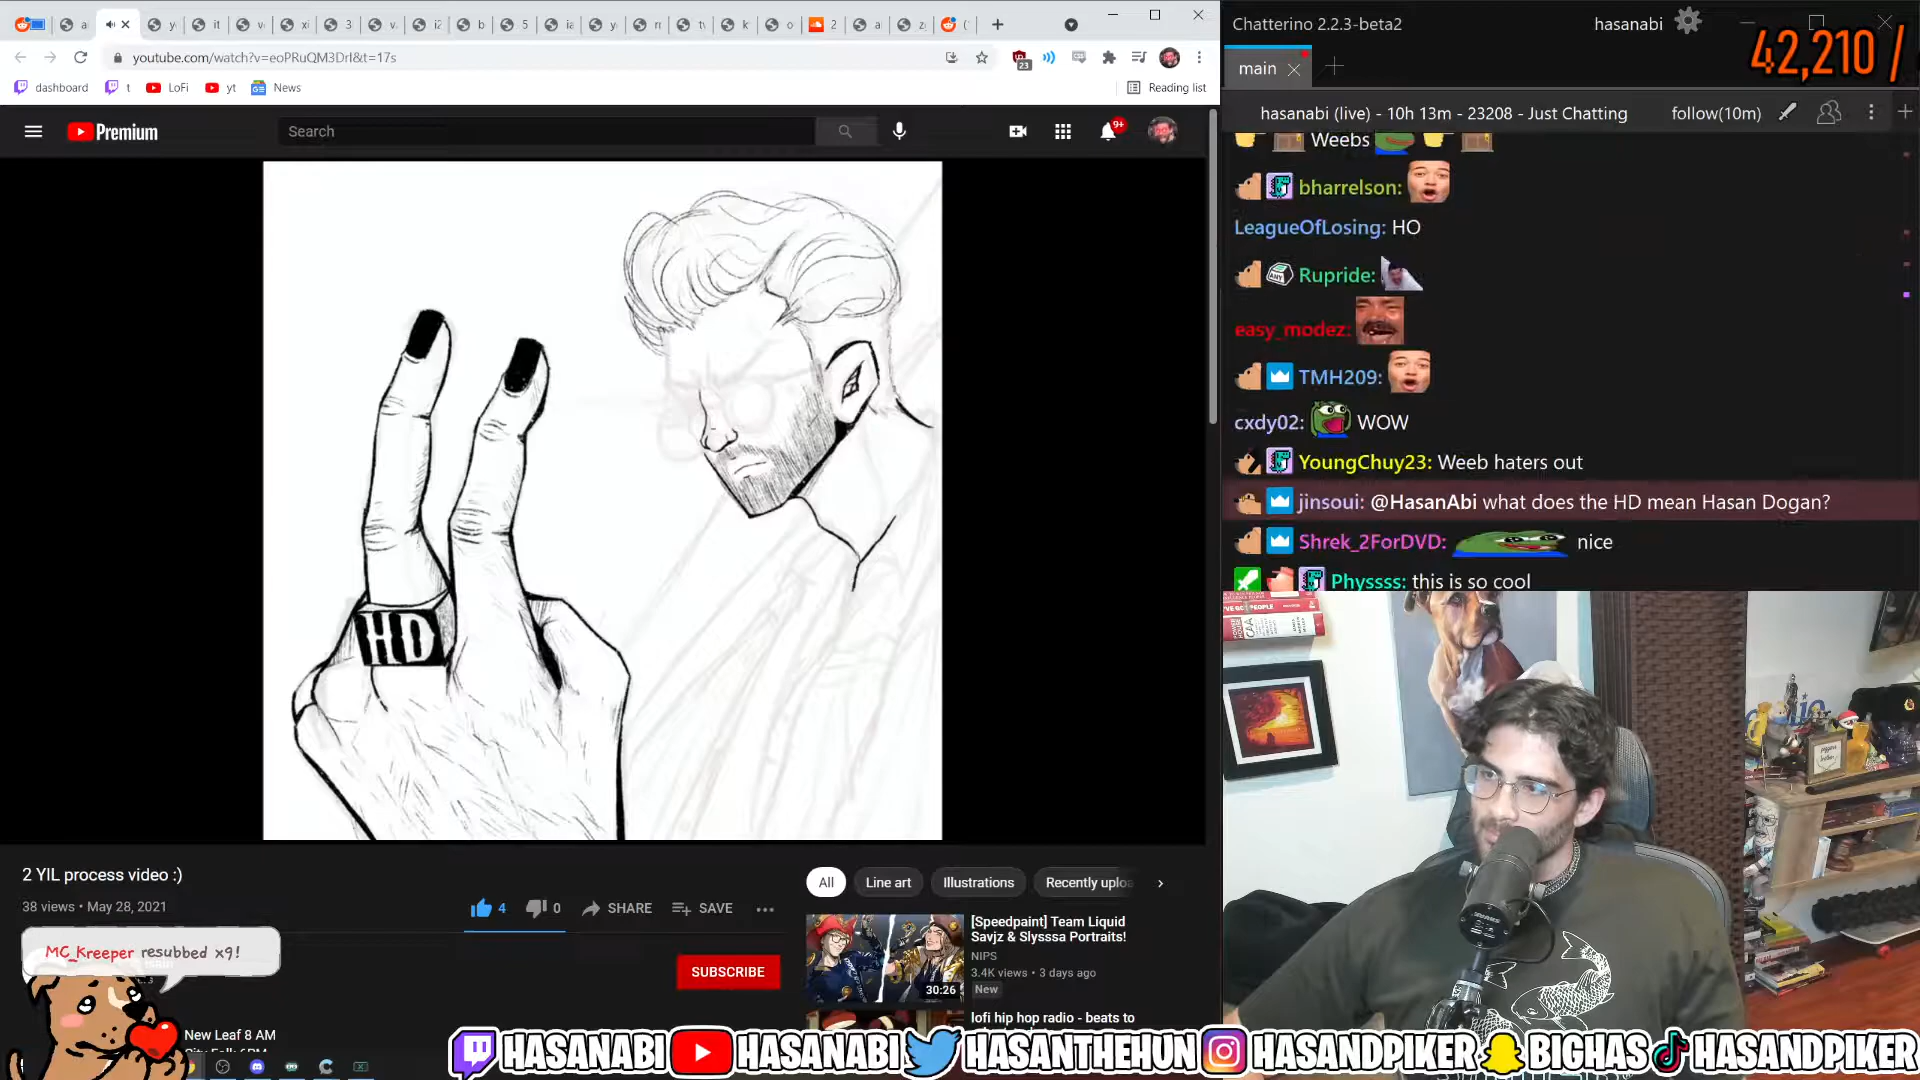 youtube.com/watch?v=eoPRuQM3DrI&t=17s
23
dashboard
t
LoFi
yt
News
Reading list
Premium
Search
9+
HD
2 YIL process video :)
38 views • May 28, 2021
4
0
SHARE
SAVE
All
Line art
Illustrations
Recently uploa
MC_Kreeper resubbed x9!
SUBSCRIBE
[Speedpaint] Team Liquid
Savjz & Slysssa Portraits!
NIPS
3.4K views • 3 days ago
New
30:26
lofi hip hop radio - beats to
New Leaf 8 AM
Chatterino 2.2.3-beta2
hasanabi
42,210 /
main
hasanabi (live) - 10h 13m - 23208 - Just Chatting
follow(10m)
Weebs
bharrelson:
LeagueOfLosing: HO
Rupride:
easy_modez:
TMH209:
cxdy02: WOW
YoungChuy23: Weeb haters out
jinsoui: @HasanAbi what does the HD mean Hasan Dogan?
Shrek_2ForDVD: nice
Physsss: this is so cool
HASANABI HASANABI HASANTHEHUN HASANDPIKER BIGHAS HASANDPIKER